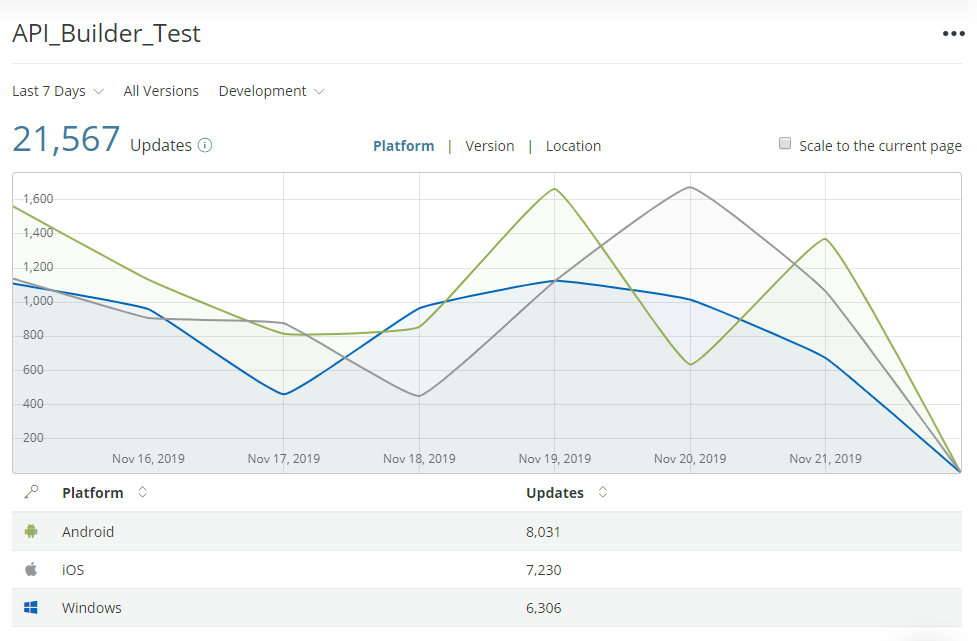 API_Builder_Test
Last 7 Days All Versions Development
21,567 Updates Platform | Version | Location Scale to the current page
1,600
1,400
1,200
1,000
800
600
400
200
Nov 16, 2019 Nov 17, 2019 Nov 18, 2019 Nov 19, 2019 Nov 20, 2019 Nov 21, 2019
Platform Updates
Android 8,031
iOS 7,230
Windows 6,306